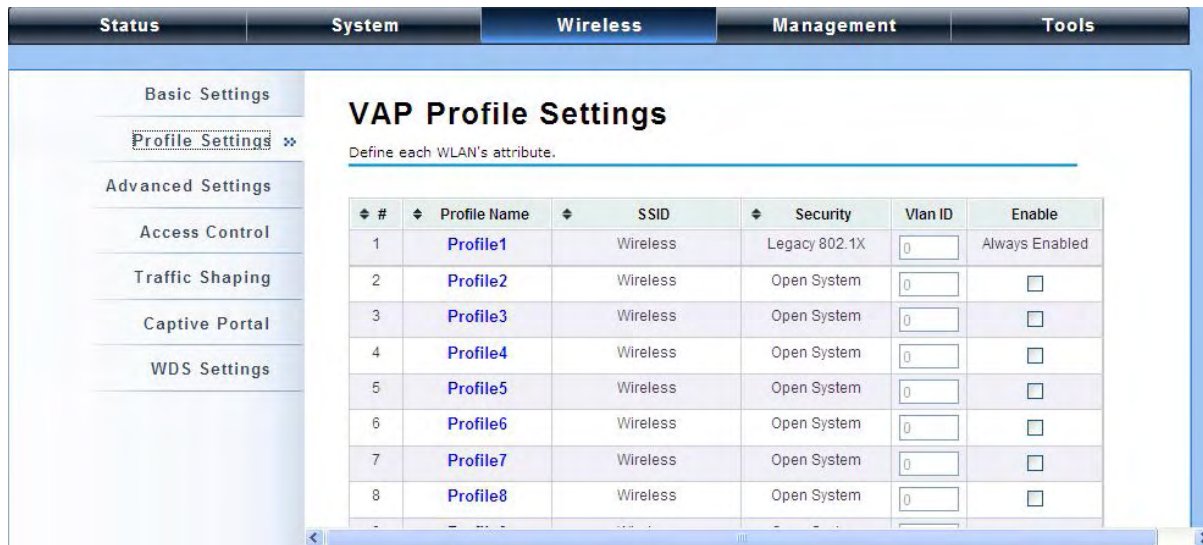 Status System Wireless Management Tools
Basic Settings
Profile Settings »
Advanced Settings
Access Control
Traffic Shaping
Captive Portal
WDS Settings
VAP Profile Settings
Define each WLAN's attribute.
# Profile Name SSID Security Vlan ID Enable
1 Profile1 Wireless Legacy 802.1X 0 Always Enabled
2 Profile2 Wireless Open System 0
3 Profile3 Wireless Open System 0
4 Profile4 Wireless Open System 0
5 Profile5 Wireless Open System 0
6 Profile6 Wireless Open System 0
7 Profile7 Wireless Open System 0
8 Profile8 Wireless Open System 0